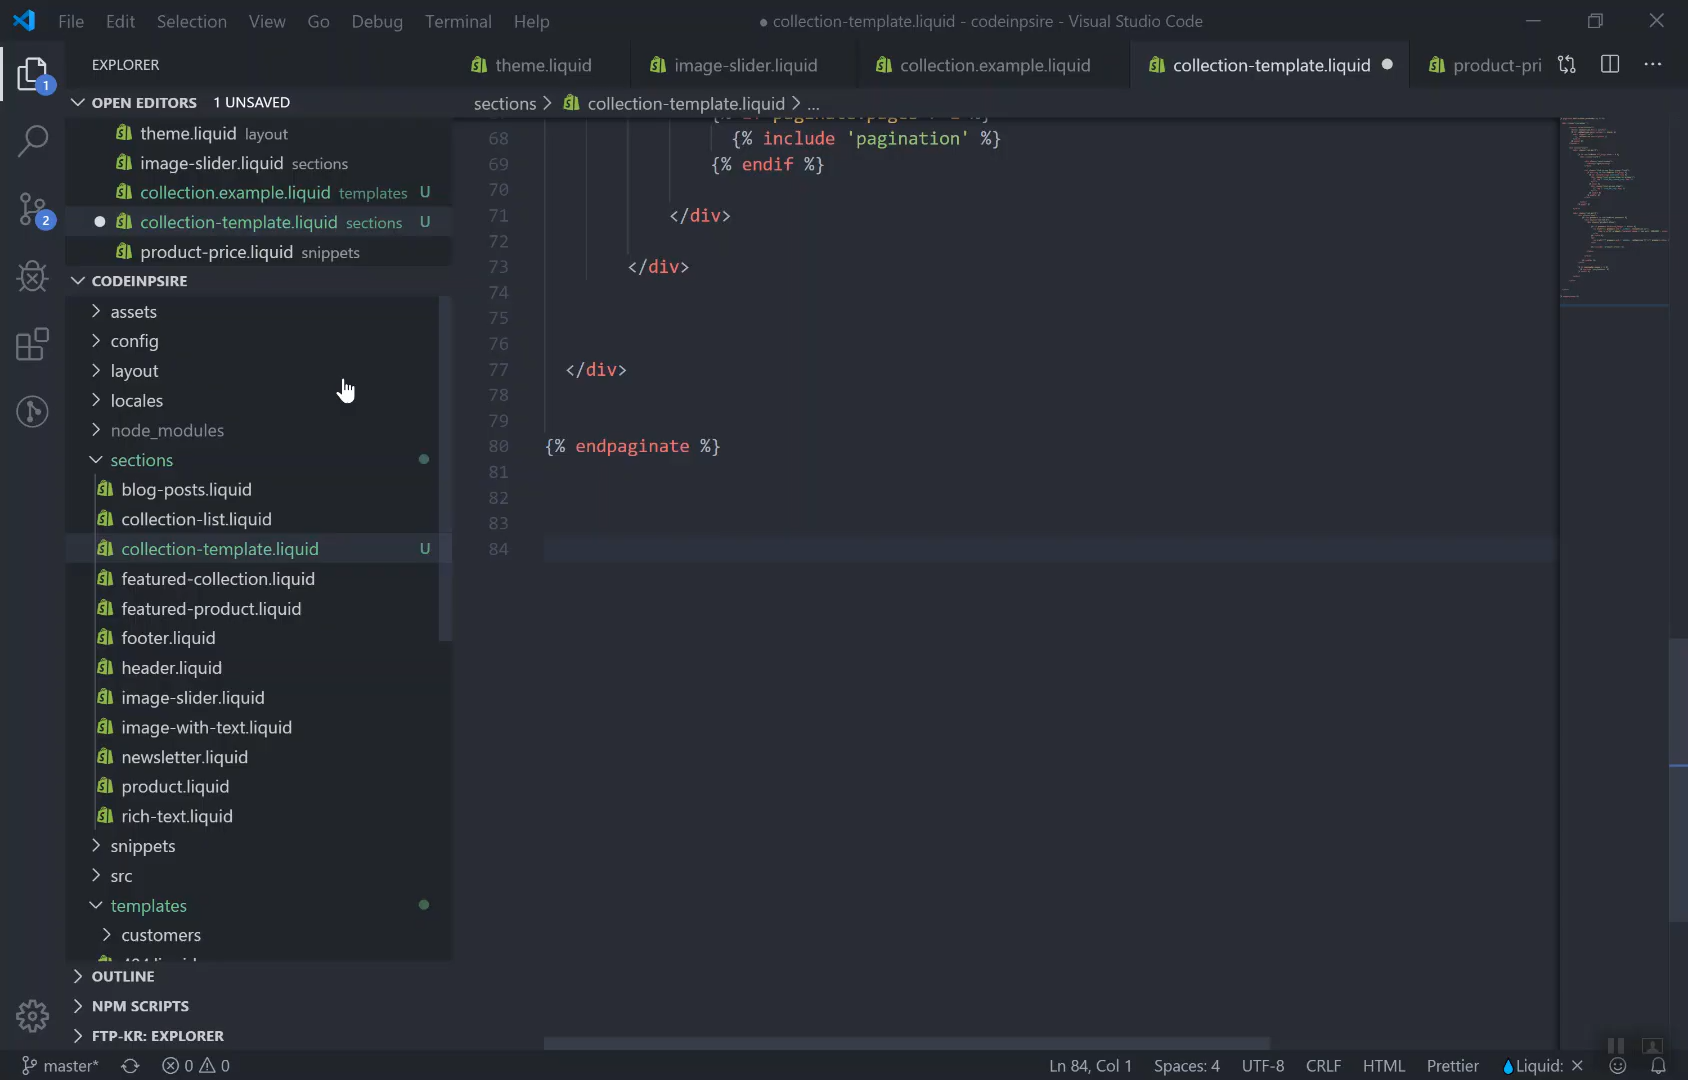 File Edit Selection View Go Debug Terminal Help
● collection-template.liquid - codeinpsire - Visual Studio Code
EXPLORER
1
OPEN EDITORS 1 UNSAVED
theme.liquid layout
image-slider.liquid sections
collection.example.liquid templates U
collection-template.liquid sections U
product-price.liquid snippets
2
CODEINPSIRE
assets
config
layout
locales
node_modules
sections
blog-posts.liquid
collection-list.liquid
collection-template.liquid U
featured-collection.liquid
featured-product.liquid
footer.liquid
header.liquid
image-slider.liquid
image-with-text.liquid
newsletter.liquid
product.liquid
rich-text.liquid
snippets
src
templates
customers
OUTLINE
NPM SCRIPTS
FTP-KR: EXPLORER
theme.liquid image-slider.liquid collection.example.liquid collection-template.liquid product-pri
sections > collection-template.liquid > ...
68 {% include 'pagination' %}
69 {% endif %}
70
71 </div>
72
73 </div>
74
75
76
77 </div>
78
79
80 {% endpaginate %}
81
82
83
84
master* 0 0 Ln 84, Col 1 Spaces: 4 UTF-8 CRLF HTML Prettier Liquid: ✕